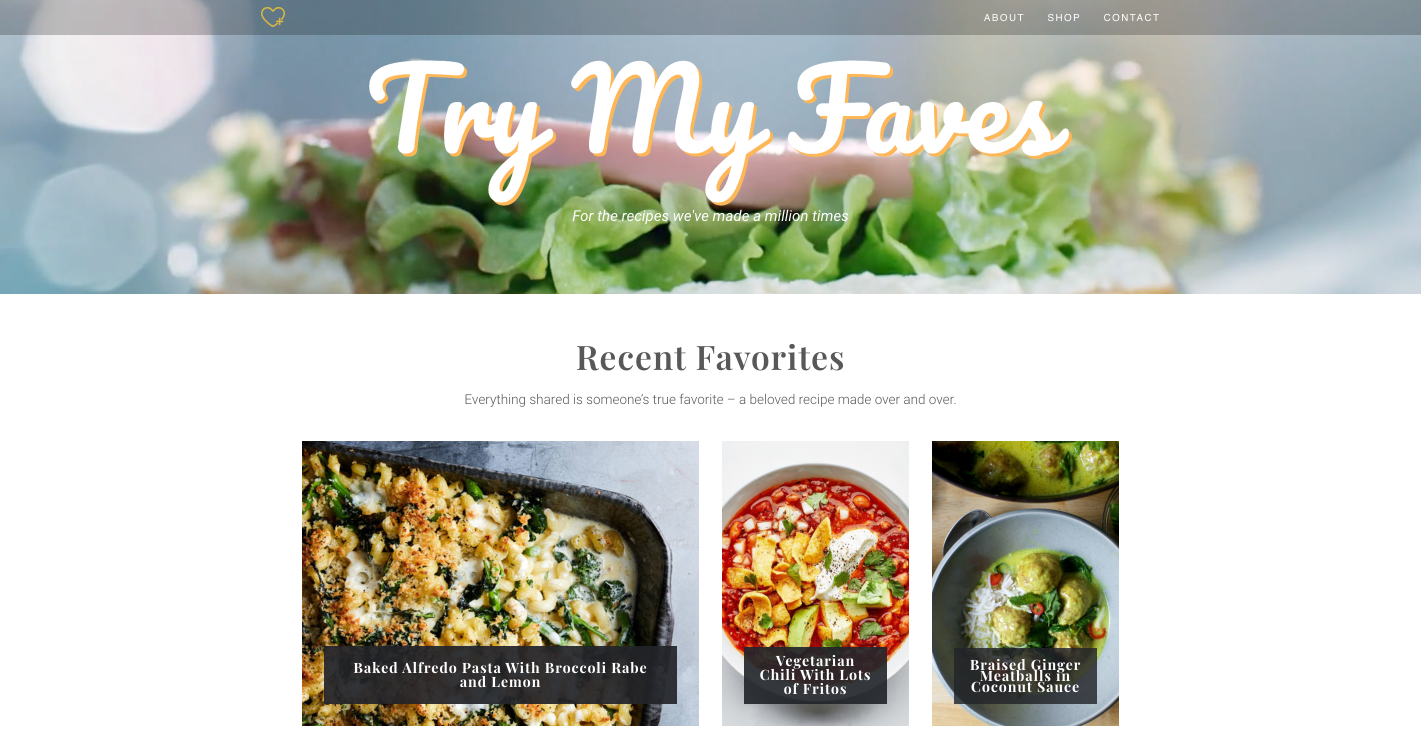 ABOUT SHOP CONTACT
Try My Faves
For the recipes we've made a million times
Recent Favorites
Everything shared is someone's true favorite – a beloved recipe made over and over.
Baked Alfredo Pasta With Broccoli Rabe
and Lemon
Vegetarian
Chili With Lots
of Fritos
Braised Ginger
Meatballs in
Coconut Sauce